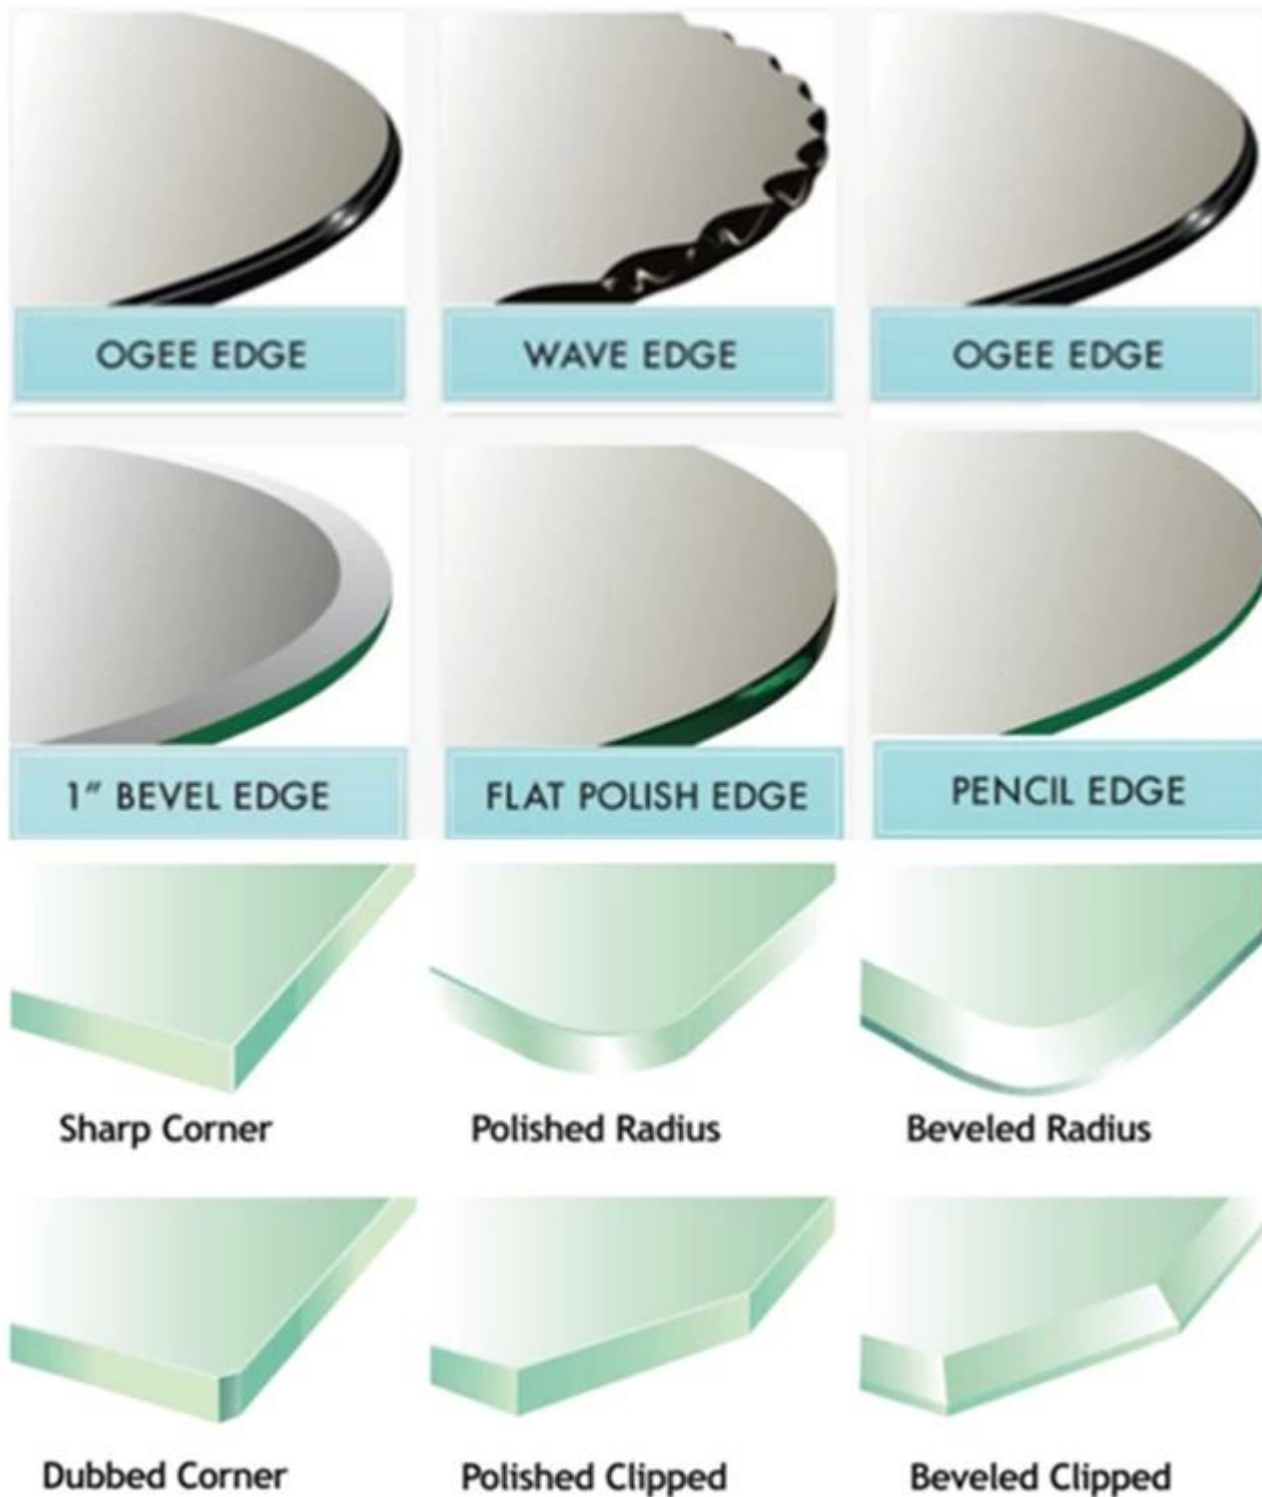 OGEE EDGE
WAVE EDGE
OGEE EDGE
1” BEVEL EDGE
FLAT POLISH EDGE
PENCIL EDGE
Sharp Corner
Polished Radius
Beveled Radius
Dubbed Corner
Polished Clipped
Beveled Clipped